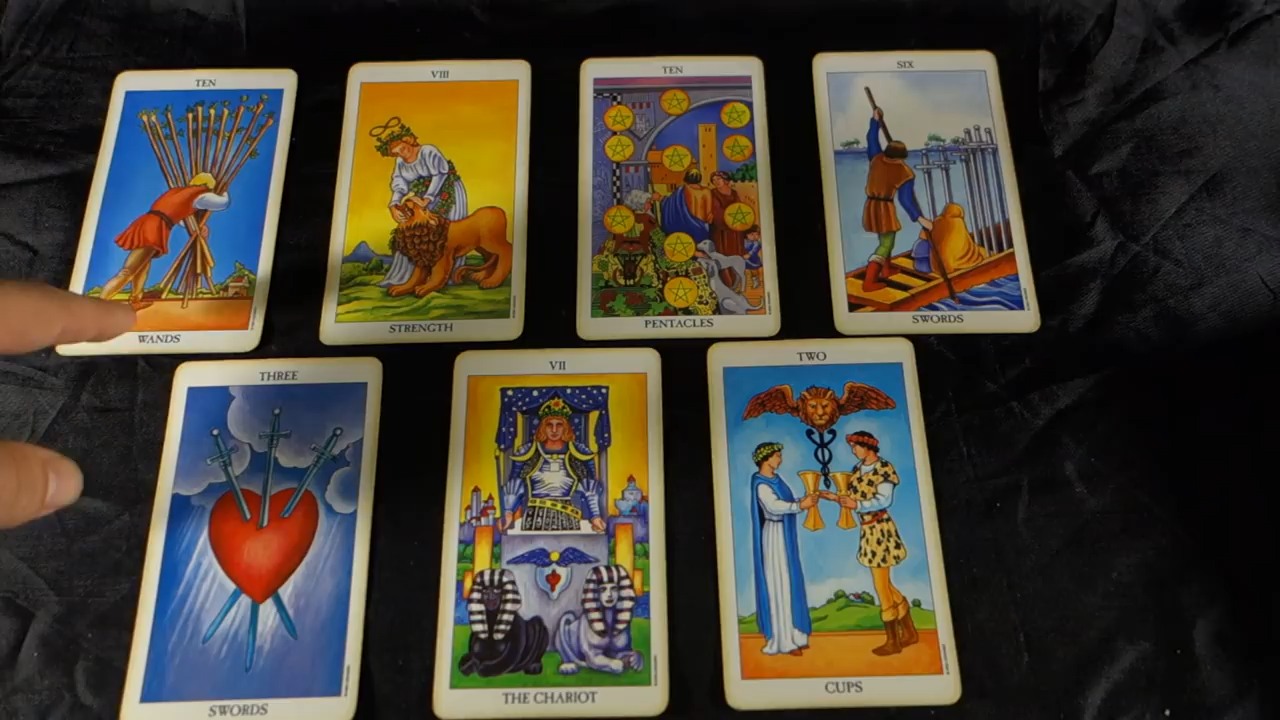 TEN
WANDS
VIII
STRENGTH
TEN
PENTACLES
SIX
SWORDS
THREE
SWORDS
VII
THE CHARIOT
TWO
CUPS